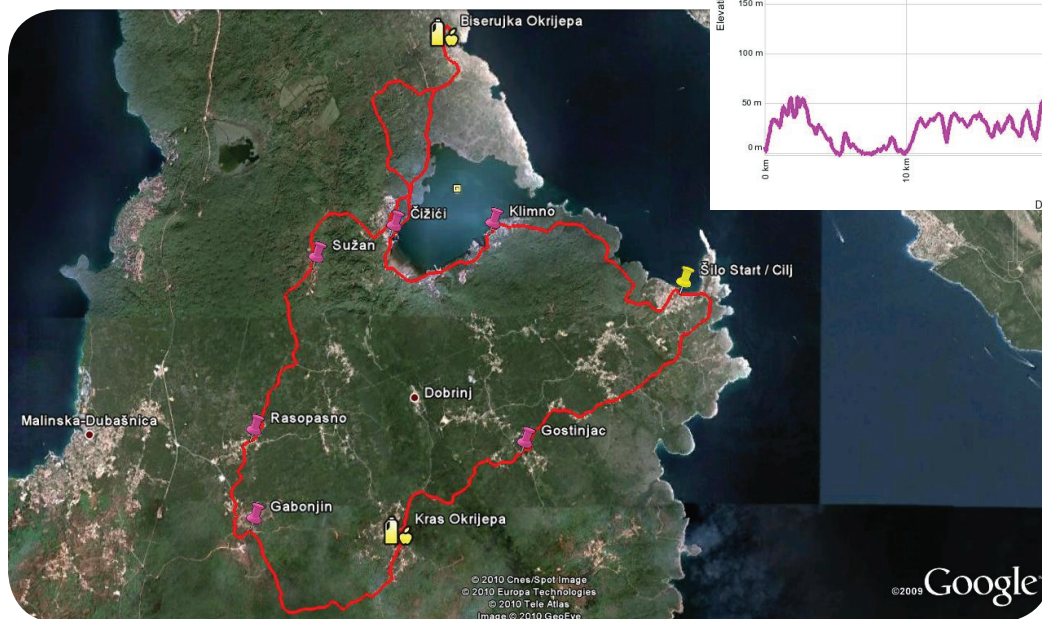 Biserujka Okrijepa
Elevati
150 m
100 m
50 m
0 m
0 km
10 km
D
Čižići
Klimno
Sužan
Šilo Start / Cilj
Dobrinj
Malinska-Dubašnica
Rasopasno
Gostinjac
Gabonjin
Kras Okrijepa
© 2010 Cnes/Spot Image
© 2010 Europa Technologies
© 2010 Tele Atlas
Image © 2010 GeoEye
©2009 Google